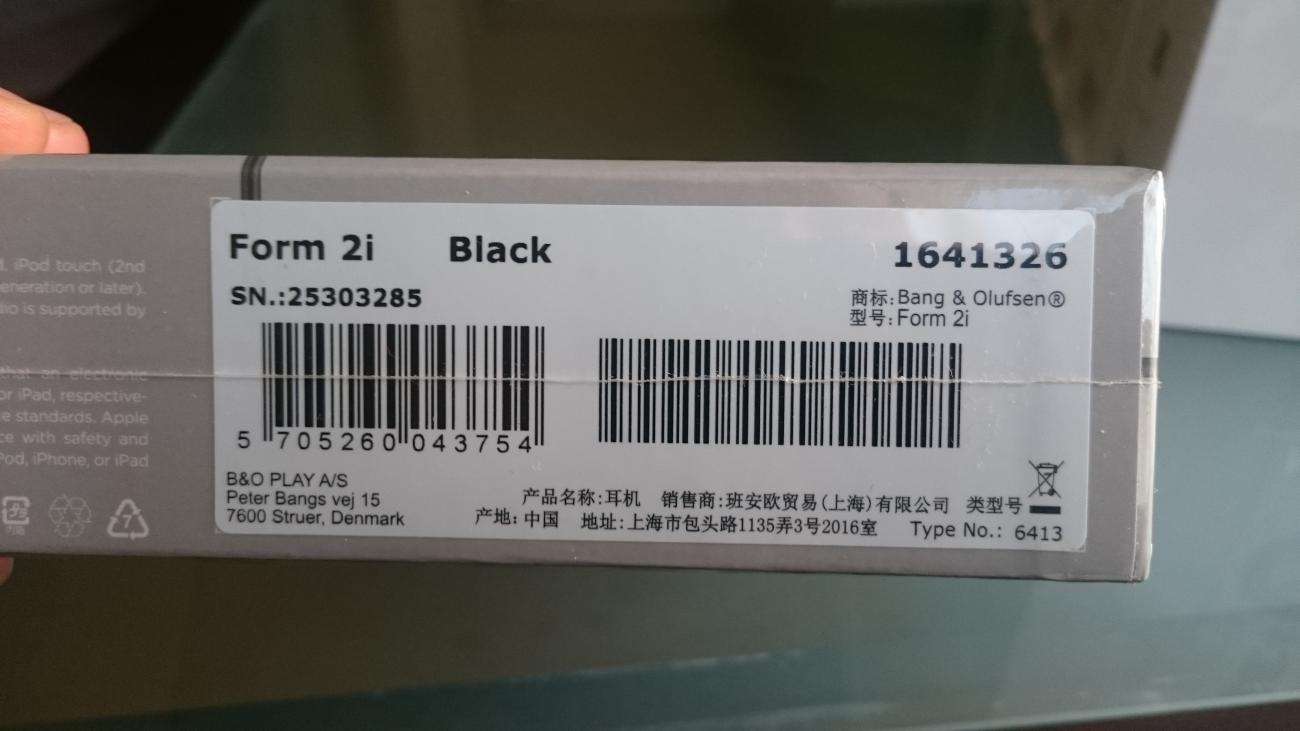 . iPod touch (2nd
eneration or later).
dio is supported by
that an electronic
or iPad, respective-
e standards. Apple
ce with safety and
Pod, iPhone, or iPad
7
Form 2i Black 1641326
SN.:25303285
商标:Bang & Olufsen®
型号:Form 2i
5 705260 043754
B&O PLAY A/S
Peter Bangs vej 15
7600 Struer, Denmark
产品名称:耳机 销售商:班安欧贸易(上海)有限公司 类型号
产地:中国 地址:上海市包头路1135弄3号2016室 Type No.: 6413